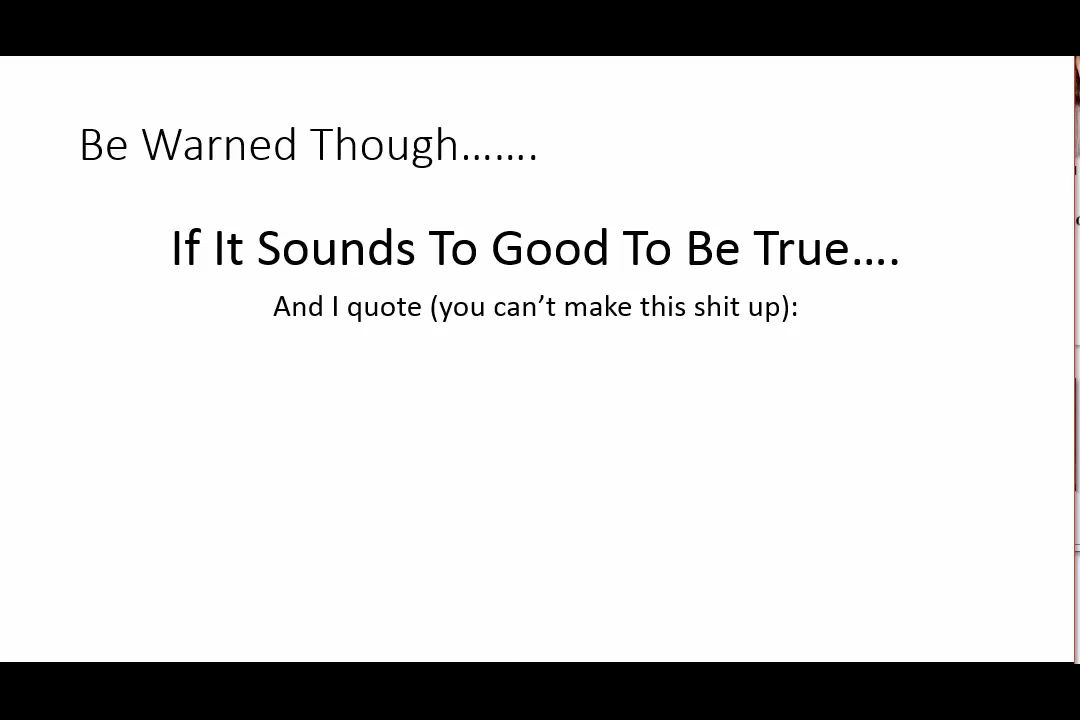 Be Warned Though.......
If It Sounds To Good To Be True....
And I quote (you can’t make this shit up):